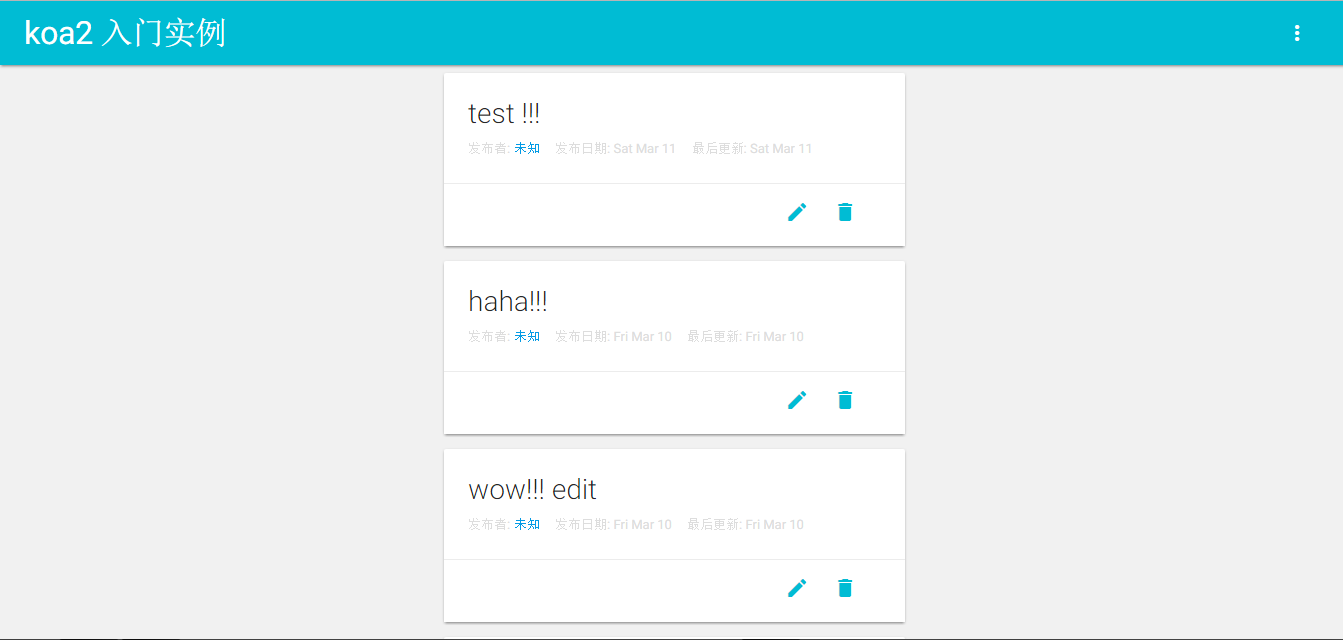 koa2 入门实例
test !!!
发布者: 未知 发布日期: Sat Mar 11 最后更新: Sat Mar 11
haha!!!
发布者: 未知 发布日期: Fri Mar 10 最后更新: Fri Mar 10
wow!!! edit
发布者: 未知 发布日期: Fri Mar 10 最后更新: Fri Mar 10